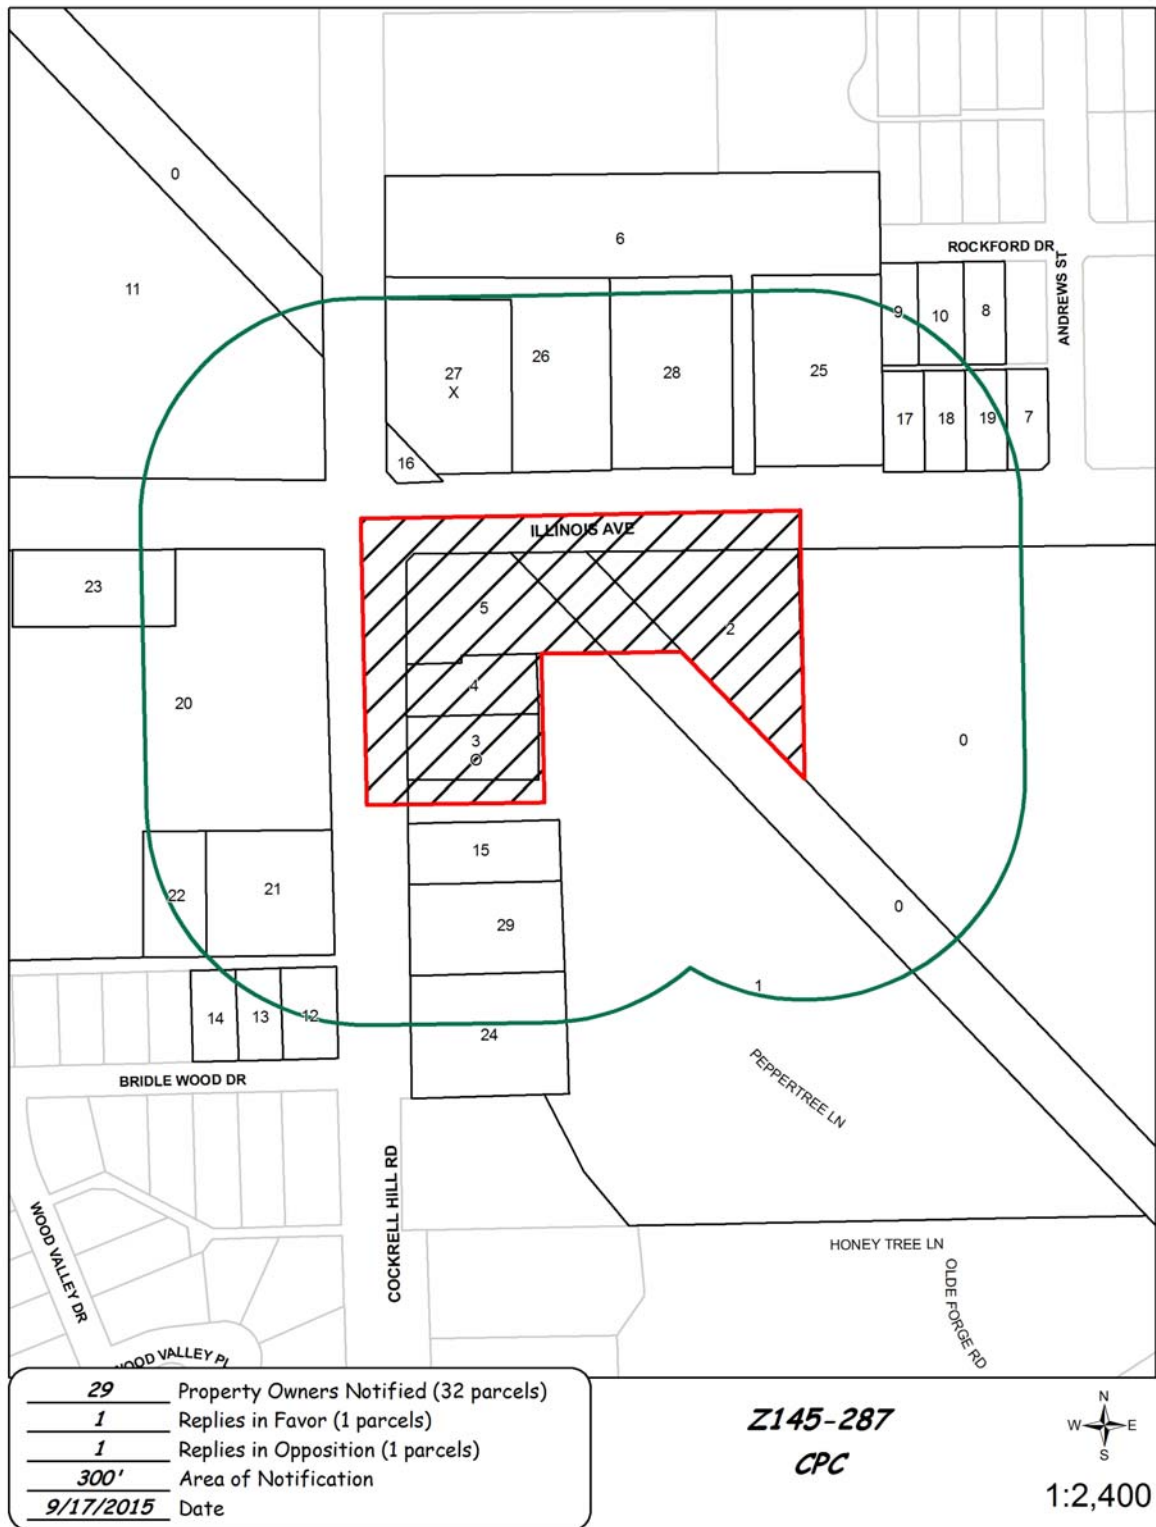 0
11
6
ROCKFORD DR
ANDREWS ST
9
10
8
27
X
26
28
25
17
18
19
7
16
ILLINOIS AVE
23
5
2
4
3
20
0
15
22
21
29
0
1
14
13
12
24
BRIDLE WOOD DR
PEPPERTREE LN
COCKRELL HILL RD
WOOD VALLEY DR
HONEY TREE LN
OLDE FORGE RD
WOOD VALLEY PL
29 Property Owners Notified (32 parcels)
1 Replies in Favor (1 parcels)
1 Replies in Opposition (1 parcels)
300' Area of Notification
9/17/2015 Date
Z145-287
CPC
N
W E
S
1:2,400